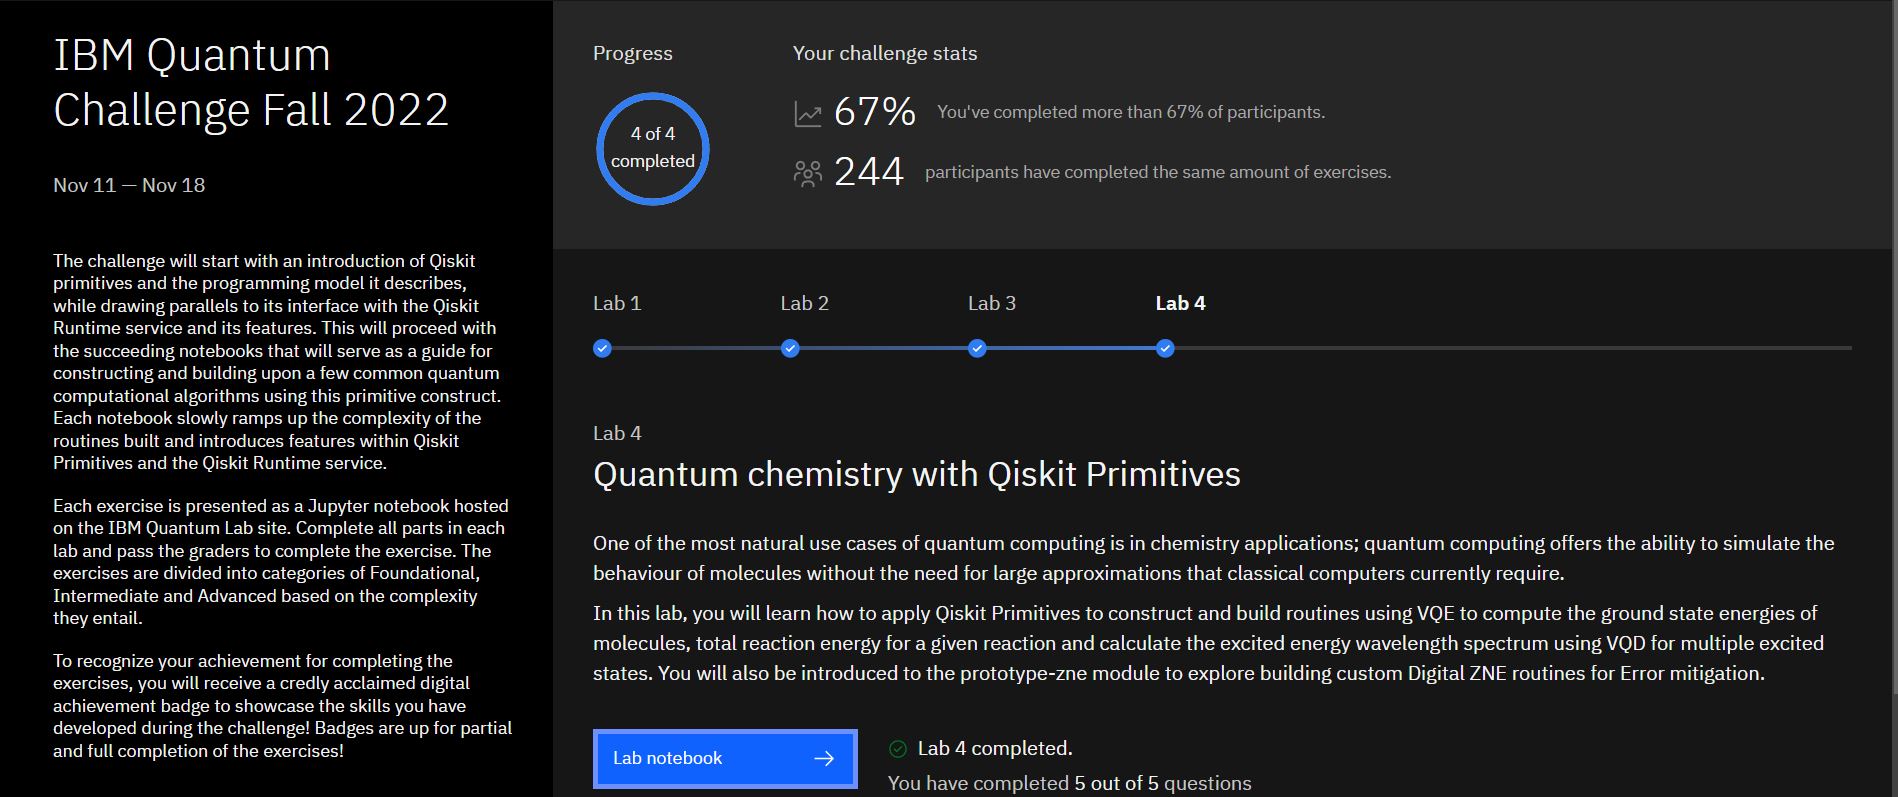 IBM Quantum
Challenge Fall 2022
Nov 11 — Nov 18
The challenge will start with an introduction of Qiskit
primitives and the programming model it describes,
while drawing parallels to its interface with the Qiskit
Runtime service and its features. This will proceed with
the succeeding notebooks that will serve as a guide for
constructing and building upon a few common quantum
computational algorithms using this primitive construct.
Each notebook slowly ramps up the complexity of the
routines built and introduces features within Qiskit
Primitives and the Qiskit Runtime service.
Each exercise is presented as a Jupyter notebook hosted
on the IBM Quantum Lab site. Complete all parts in each
lab and pass the graders to complete the exercise. The
exercises are divided into categories of Foundational,
Intermediate and Advanced based on the complexity
they entail.
To recognize your achievement for completing the
exercises, you will receive a credly acclaimed digital
achievement badge to showcase the skills you have
developed during the challenge! Badges are up for partial
and full completion of the exercises!
Progress
4 of 4
completed
Your challenge stats
67% You've completed more than 67% of participants.
244 participants have completed the same amount of exercises.
Lab 1 Lab 2 Lab 3 Lab 4
Lab 4
Quantum chemistry with Qiskit Primitives
One of the most natural use cases of quantum computing is in chemistry applications; quantum computing offers the ability to simulate the
behaviour of molecules without the need for large approximations that classical computers currently require.
In this lab, you will learn how to apply Qiskit Primitives to construct and build routines using VQE to compute the ground state energies of
molecules, total reaction energy for a given reaction and calculate the excited energy wavelength spectrum using VQD for multiple excited
states. You will also be introduced to the prototype-zne module to explore building custom Digital ZNE routines for Error mitigation.
Lab notebook
Lab 4 completed.
You have completed 5 out of 5 questions